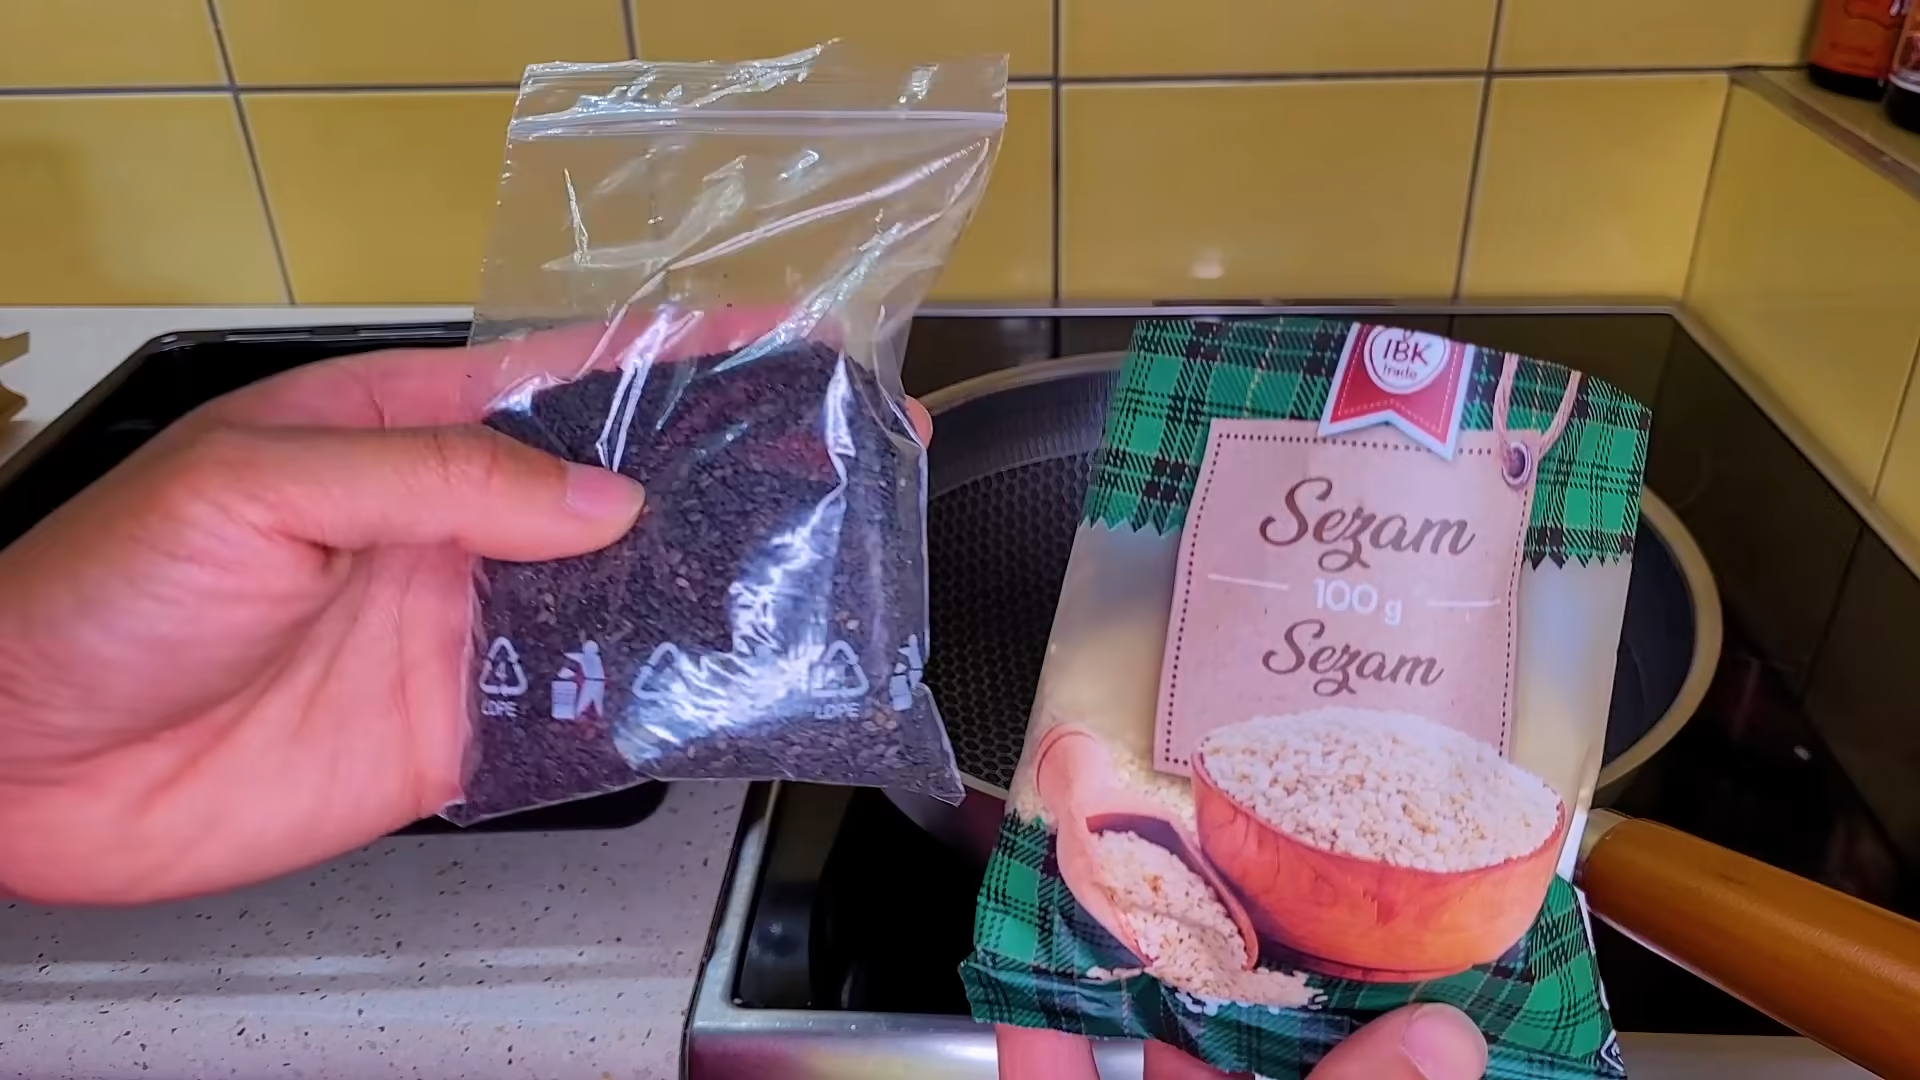 IBK
trade
Sezam
100 g
Sezam
LDPE
LDPE